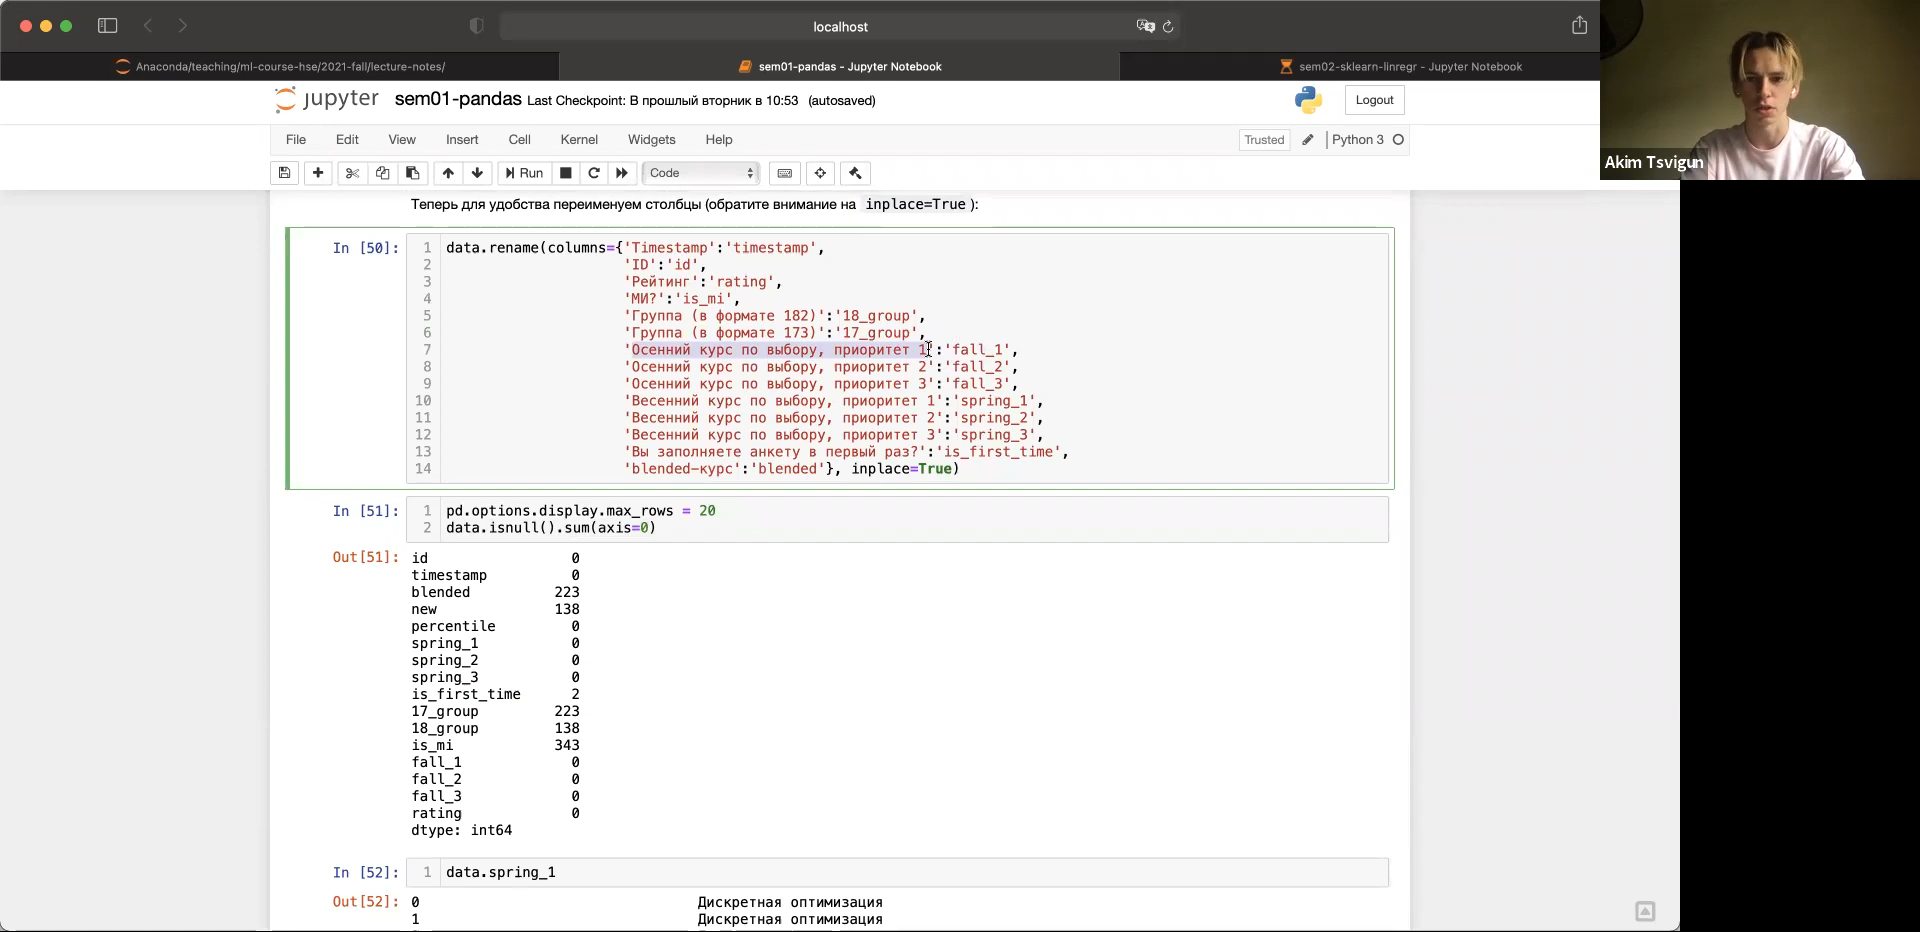 localhost
Anaconda/teaching/ml-course-hse/2021-fall/lecture-notes/
sem01-pandas - Jupyter Notebook
sem02-sklearn-linregr - Jupyter Notebook
jupyter sem01-pandas Last Checkpoint: В прошлый вторник в 10:53 (autosaved)
Logout
File Edit View Insert Cell Kernel Widgets Help
Trusted Python 3
Run Code
Akim Tsvigun
Теперь для удобства переименуем столбцы (обратите внимание на inplace=True ):
In [50]:
1 data.rename(columns={'Timestamp':'timestamp',
2 'ID':'id',
3 'Рейтинг':'rating',
4 'МИ?':'is_mi',
5 'Группа (в формате 182)':'18_group',
6 'Группа (в формате 173)':'17_group',
7 'Осенний курс по выбору, приоритет 1':'fall_1',
8 'Осенний курс по выбору, приоритет 2':'fall_2',
9 'Осенний курс по выбору, приоритет 3':'fall_3',
10 'Весенний курс по выбору, приоритет 1':'spring_1',
11 'Весенний курс по выбору, приоритет 2':'spring_2',
12 'Весенний курс по выбору, приоритет 3':'spring_3',
13 'Вы заполняете анкету в первый раз?':'is_first_time',
14 'blended-курс':'blended'}, inplace=True)
In [51]:
1 pd.options.display.max_rows = 20
2 data.isnull().sum(axis=0)
Out[51]:
id 0
timestamp 0
blended 223
new 138
percentile 0
spring_1 0
spring_2 0
spring_3 0
is_first_time 2
17_group 223
18_group 138
is_mi 343
fall_1 0
fall_2 0
fall_3 0
rating 0
dtype: int64
In [52]:
1 data.spring_1
Out[52]:
0 Дискретная оптимизация
1 Дискретная оптимизация